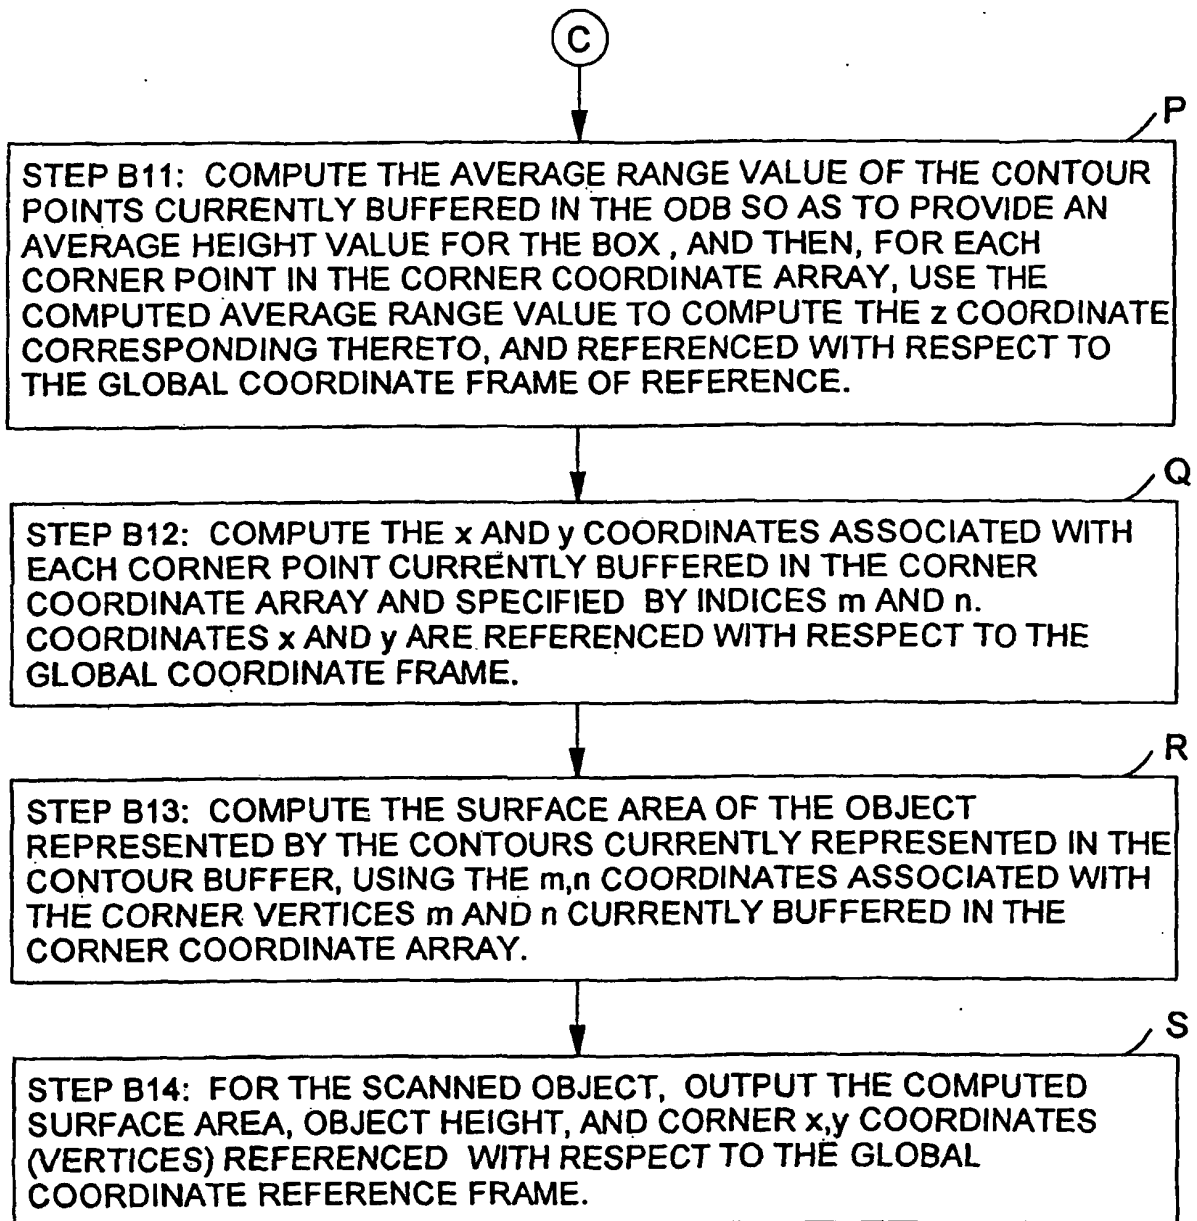 C
P
STEP B11: COMPUTE THE AVERAGE RANGE VALUE OF THE CONTOUR
POINTS CURRENTLY BUFFERED IN THE ODB SO AS TO PROVIDE AN
AVERAGE HEIGHT VALUE FOR THE BOX , AND THEN, FOR EACH
CORNER POINT IN THE CORNER COORDINATE ARRAY, USE THE
COMPUTED AVERAGE RANGE VALUE TO COMPUTE THE z COORDINATE
CORRESPONDING THERETO, AND REFERENCED WITH RESPECT TO
THE GLOBAL COORDINATE FRAME OF REFERENCE.
Q
STEP B12: COMPUTE THE x AND y COORDINATES ASSOCIATED WITH
EACH CORNER POINT CURRENTLY BUFFERED IN THE CORNER
COORDINATE ARRAY AND SPECIFIED BY INDICES m AND n.
COORDINATES x AND y ARE REFERENCED WITH RESPECT TO THE
GLOBAL COORDINATE FRAME.
R
STEP B13: COMPUTE THE SURFACE AREA OF THE OBJECT
REPRESENTED BY THE CONTOURS CURRENTLY REPRESENTED IN THE
CONTOUR BUFFER, USING THE m,n COORDINATES ASSOCIATED WITH
THE CORNER VERTICES m AND n CURRENTLY BUFFERED IN THE
CORNER COORDINATE ARRAY.
S
STEP B14: FOR THE SCANNED OBJECT, OUTPUT THE COMPUTED
SURFACE AREA, OBJECT HEIGHT, AND CORNER x,y COORDINATES
(VERTICES) REFERENCED WITH RESPECT TO THE GLOBAL
COORDINATE REFERENCE FRAME.